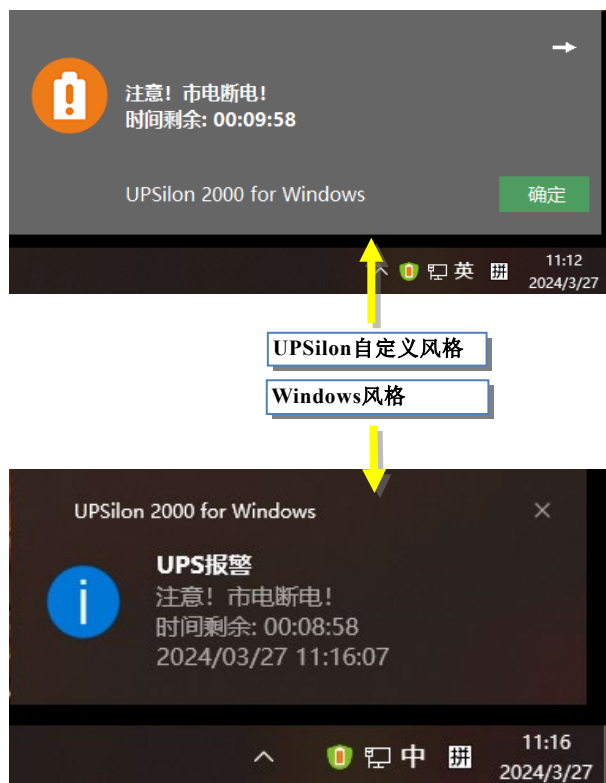 注意！市电断电！
时间剩余: 00:09:58
UPSilon 2000 for Windows
确定
英 拼
11:12
2024/3/27
UPSilon自定义风格
Windows风格
UPSilon 2000 for Windows
UPS报警
注意！市电断电！
时间剩余: 00:08:58
2024/03/27 11:16:07
中 拼
11:16
2024/3/27